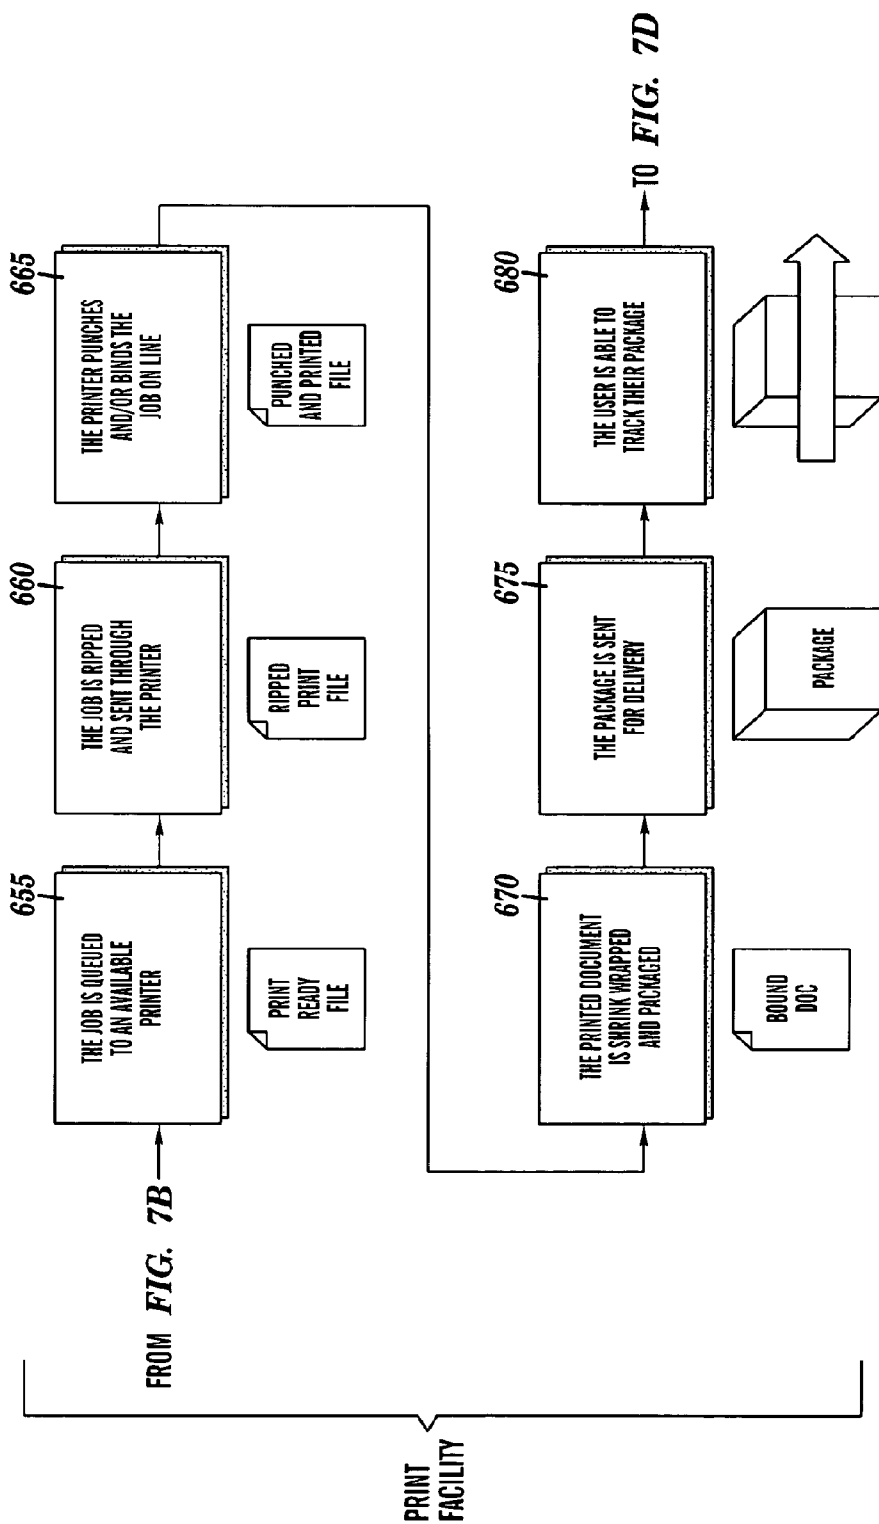 PRINT
FACILITY
FROM FIG. 7B
655
THE JOB IS QUEUED
TO AN AVAILABLE
PRINTER
PRINT
READY
FILE
660
THE JOB IS RIPPED
AND SENT THROUGH
THE PRINTER
RIPPED
PRINT
FILE
665
THE PRINTER PUNCHES
AND/OR BINDS THE
JOB ON LINE
PUNCHED
AND PRINTED
FILE
670
THE PRINTED DOCUMENT
IS SHRINK WRAPPED
AND PACKAGED
BOUND
DOC
675
THE PACKAGE IS SENT
FOR DELIVERY
PACKAGE
680
THE USER IS ABLE TO
TRACK THEIR PACKAGE
TO FIG. 7D